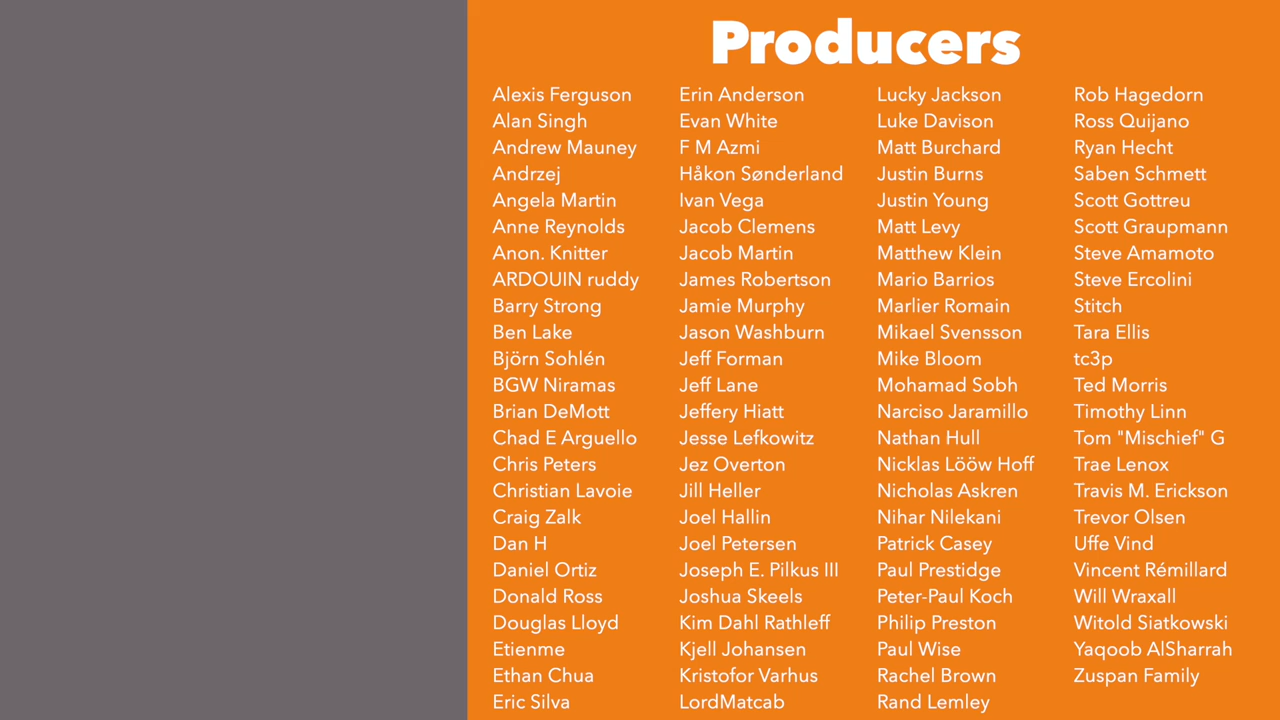 Producers
Alexis Ferguson
Alan Singh
Andrew Mauney
Andrzej
Angela Martin
Anne Reynolds
Anon. Knitter
ARDOUIN ruddy
Barry Strong
Ben Lake
Björn Sohlén
BGW Niramas
Brian DeMott
Chad E Arguello
Chris Peters
Christian Lavoie
Craig Zalk
Dan H
Daniel Ortiz
Donald Ross
Douglas Lloyd
Etienme
Ethan Chua
Eric Silva
Erin Anderson
Evan White
F M Azmi
Håkon Sønderland
Ivan Vega
Jacob Clemens
Jacob Martin
James Robertson
Jamie Murphy
Jason Washburn
Jeff Forman
Jeff Lane
Jeffery Hiatt
Jesse Lefkowitz
Jez Overton
Jill Heller
Joel Hallin
Joel Petersen
Joseph E. Pilkus III
Joshua Skeels
Kim Dahl Rathleff
Kjell Johansen
Kristofor Varhus
LordMatcab
Lucky Jackson
Luke Davison
Matt Burchard
Justin Burns
Justin Young
Matt Levy
Matthew Klein
Mario Barrios
Marlier Romain
Mikael Svensson
Mike Bloom
Mohamad Sobh
Narciso Jaramillo
Nathan Hull
Nicklas Lööw Hoff
Nicholas Askren
Nihar Nilekani
Patrick Casey
Paul Prestidge
Peter-Paul Koch
Philip Preston
Paul Wise
Rachel Brown
Rand Lemley
Rob Hagedorn
Ross Quijano
Ryan Hecht
Saben Schmett
Scott Gottreu
Scott Graupmann
Steve Amamoto
Steve Ercolini
Stitch
Tara Ellis
tc3p
Ted Morris
Timothy Linn
Tom "Mischief" G
Trae Lenox
Travis M. Erickson
Trevor Olsen
Uffe Vind
Vincent Rémillard
Will Wraxall
Witold Siatkowski
Yaqoob AlSharrah
Zuspan Family